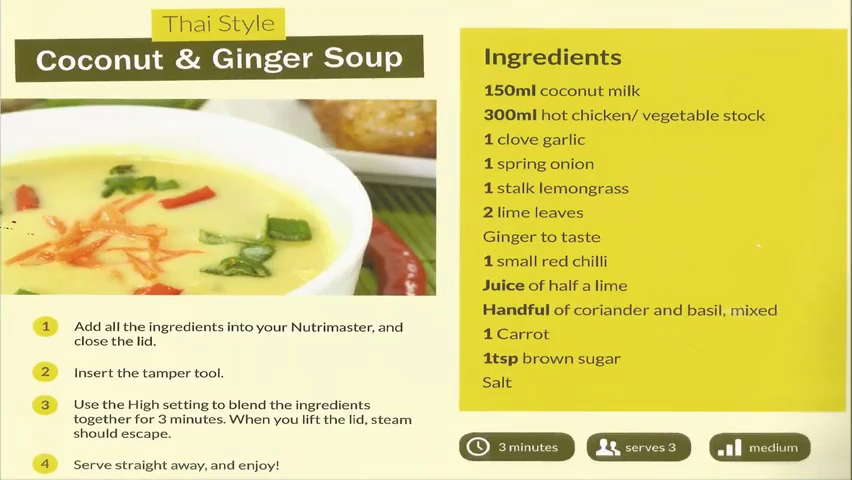 Thai Style
Coconut & Ginger Soup
1 Add all the ingredients into your Nutrimaster, and
close the lid.
2 Insert the tamper tool.
3 Use the High setting to blend the ingredients
together for 3 minutes. When you lift the lid, steam
should escape.
4 Serve straight away, and enjoy!
Ingredients
150ml coconut milk
300ml hot chicken/ vegetable stock
1 clove garlic
1 spring onion
1 stalk lemongrass
2 lime leaves
Ginger to taste
1 small red chilli
Juice of half a lime
Handful of coriander and basil, mixed
1 Carrot
1tsp brown sugar
Salt
3 minutes
serves 3
medium